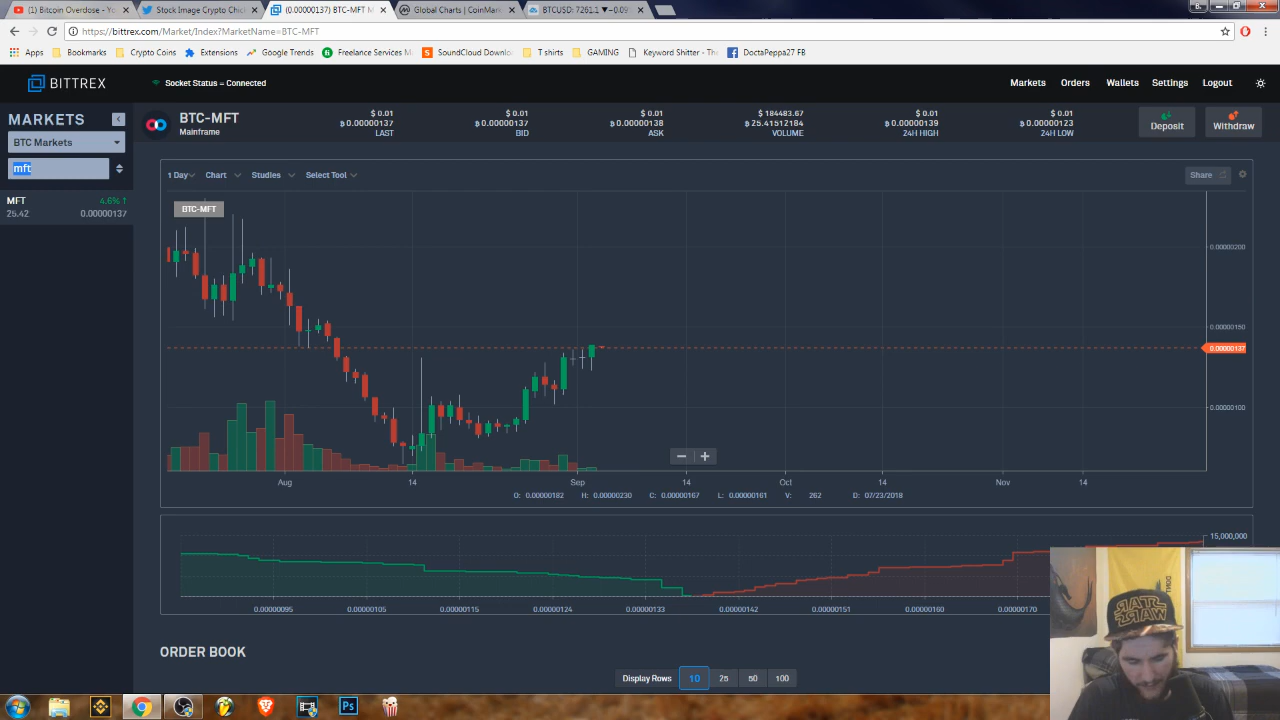 (1) Bitcoin Overdose - Yo
Stock Image Crypto Chick
(0.00000137) BTC-MFT M
Global Charts | CoinMark
BTCUSD: 7261.1 ▼-0.09
https://bittrex.com/Market/Index?MarketName=BTC-MFT
Apps
Bookmarks
Crypto Coins
Extensions
Google Trends
Freelance Services M
SoundCloud Downlo
T shirts
GAMING
Keyword Shitter - The
DoctaPeppa27 FB
BITTREX
Socket Status = Connected
Markets
Orders
Wallets
Settings
Logout
MARKETS
BTC Markets
mft
MFT 4.6% ↑
25.42 0.00000137
BTC-MFT
Mainframe
$ 0.01
฿ 0.00000137
LAST
$ 0.01
฿ 0.00000137
BID
$ 0.01
฿ 0.00000138
ASK
$ 184483.67
฿ 25.41512184
VOLUME
$ 0.01
฿ 0.00000139
24H HIGH
$ 0.01
฿ 0.00000123
24H LOW
Deposit
Withdraw
1 Day
Chart
Studies
Select Tool
Share
BTC-MFT
0.00000200
0.00000150
0.00000137
0.00000100
Aug 14 Sep 14 Oct 14 Nov 14
O: 0.00000182 H: 0.00000230 C: 0.00000167 L: 0.00000161 V: 262 D: 07/23/2018
15,000,000
0.00000095 0.00000105 0.00000115 0.00000124 0.00000133 0.00000142 0.00000151 0.00000160 0.00000170
ORDER BOOK
Display Rows 10 25 50 100
STAR
WARS